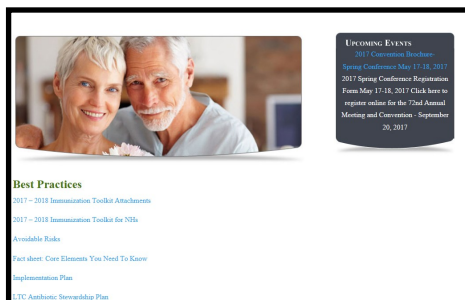 UPCOMING EVENTS
2017 Convention Brochure-
Spring Conference May 17-18, 2017
2017 Spring Conference Registration
Form May 17-18, 2017 Click here to
register online for the 72nd Annual
Meeting and Convention - September
20, 2017
Best Practices
2017 – 2018 Immunization Toolkit Attachments
2017 – 2018 Immunization Toolkit for NHs
Avoidable Risks
Fact sheet: Core Elements You Need To Know
Implementation Plan
LTC Antibiotic Stewardship Plan